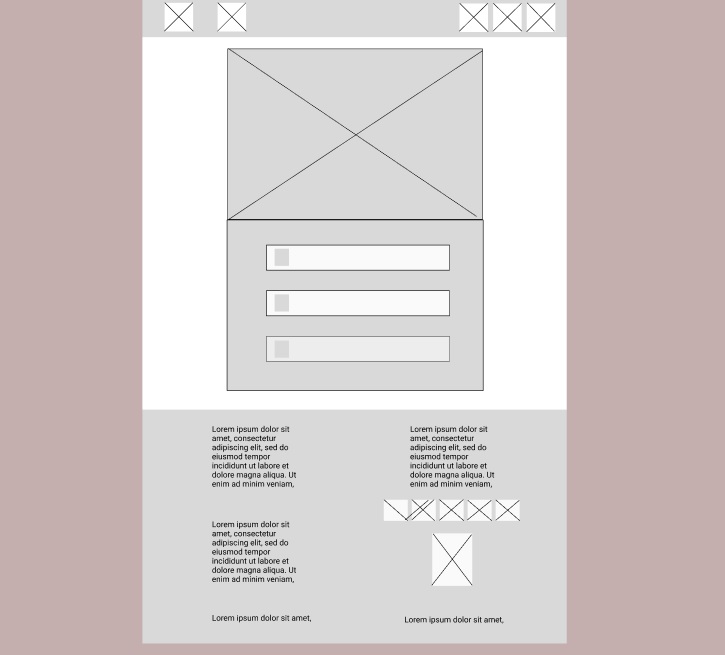 Lorem ipsum dolor sit
amet, consectetur
adipiscing elit, sed do
eiusmod tempor
incididunt ut labore et
dolore magna aliqua. Ut
enim ad minim veniam,
Lorem ipsum dolor sit
amet, consectetur
adipiscing elit, sed do
eiusmod tempor
incididunt ut labore et
dolore magna aliqua. Ut
enim ad minim veniam,
Lorem ipsum dolor sit amet,
Lorem ipsum dolor sit
amet, consectetur
adipiscing elit, sed do
eiusmod tempor
incididunt ut labore et
dolore magna aliqua. Ut
enim ad minim veniam,
Lorem ipsum dolor sit amet,